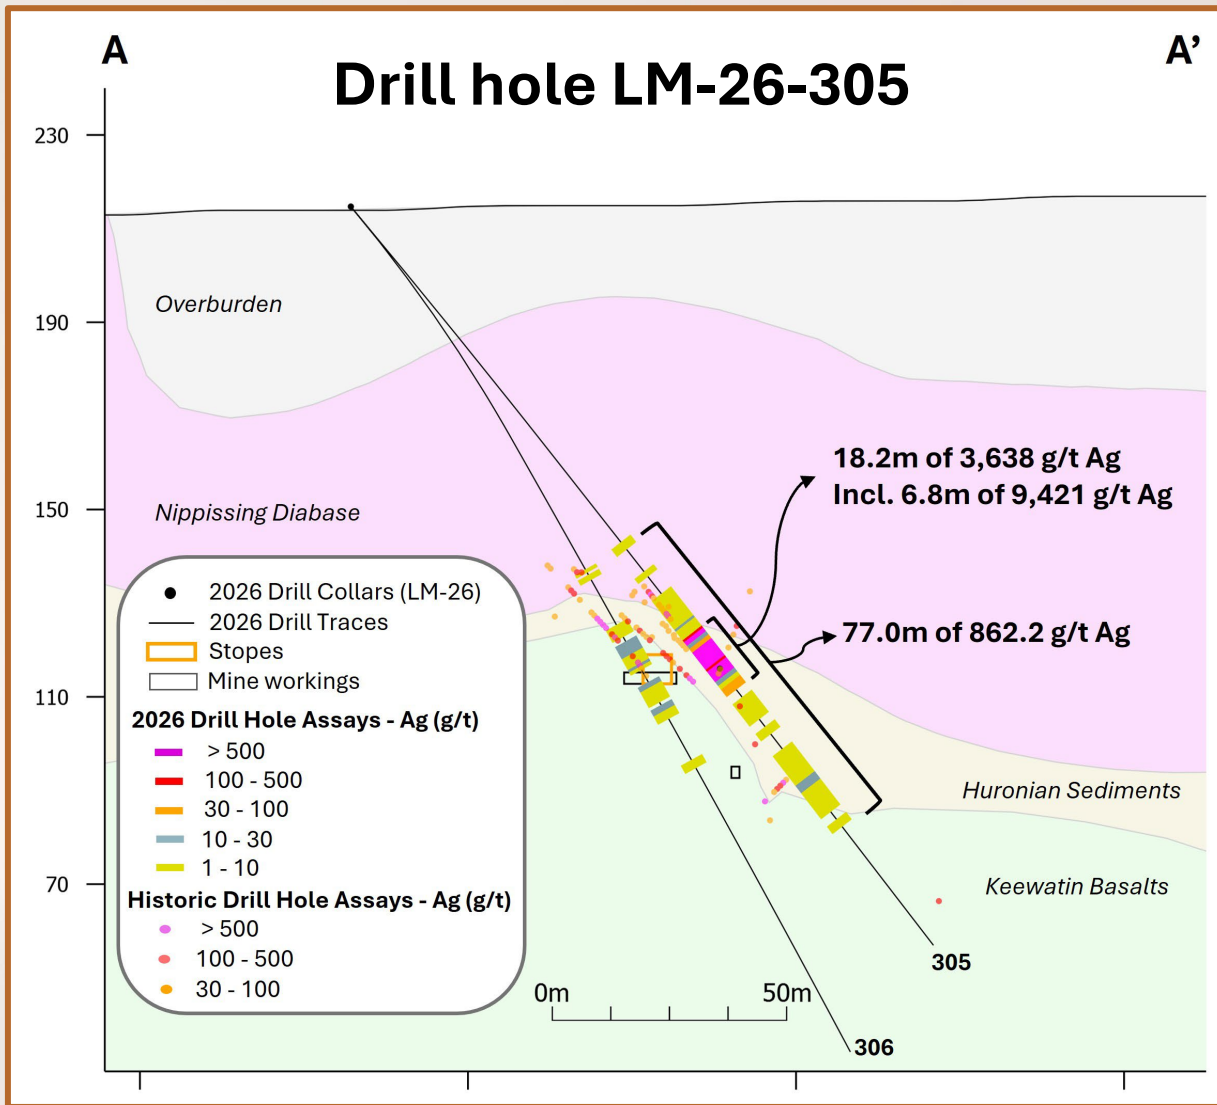 A
A’
Drill hole LM-26-305
230
190
150
110
70
Overburden
Nippissing Diabase
18.2m of 3,638 g/t Ag
Incl. 6.8m of 9,421 g/t Ag
77.0m of 862.2 g/t Ag
2026 Drill Collars (LM-26)
2026 Drill Traces
Stopes
Mine workings
2026 Drill Hole Assays - Ag (g/t)
> 500
100 - 500
30 - 100
10 - 30
1 - 10
Historic Drill Hole Assays - Ag (g/t)
> 500
100 - 500
30 - 100
Huronian Sediments
Keewatin Basalts
305
0m
50m
306